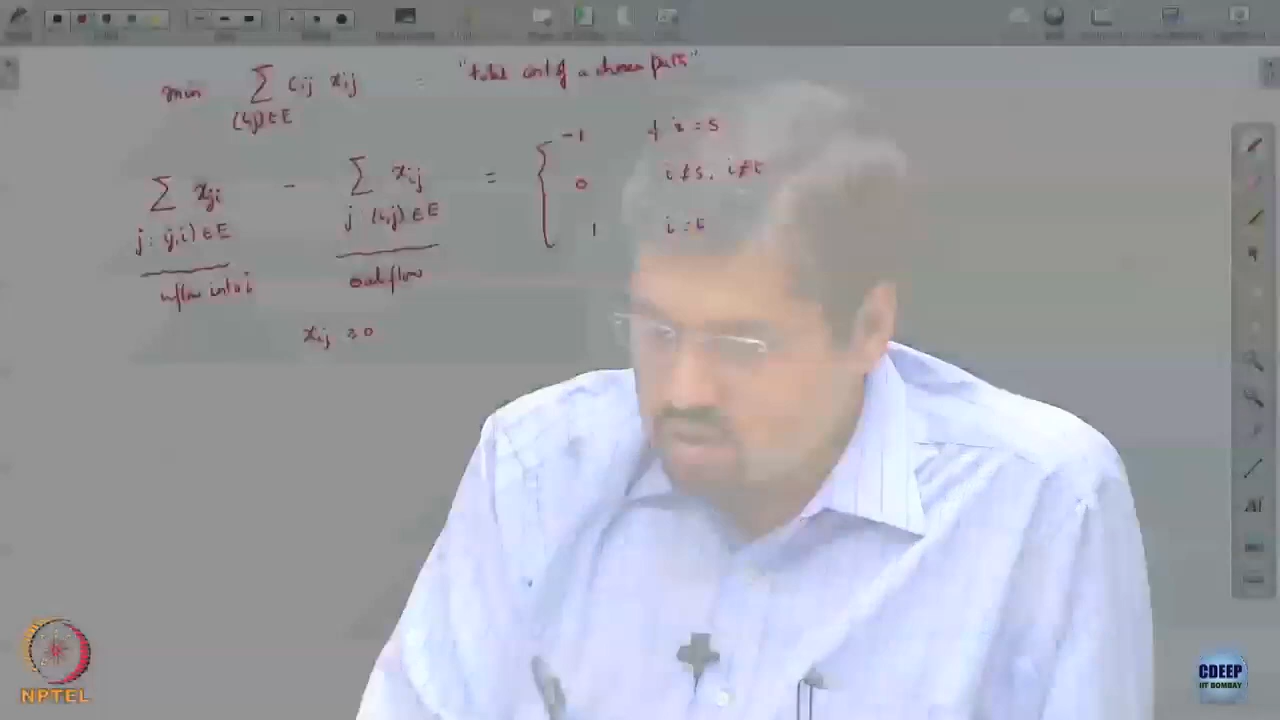 min ∑ cij xij = "total cost of a chosen path"
(i,j) ∈ E
∑ xji - ∑ xij = { -1 if i = s
j : (j,i) ∈ E j : (i,j) ∈ E 0 i ≠ s, i ≠ t
1 i = t
inflow into i outflow
xij ≥ 0
AI
NPTEL
CDEEP
IIT BOMBAY